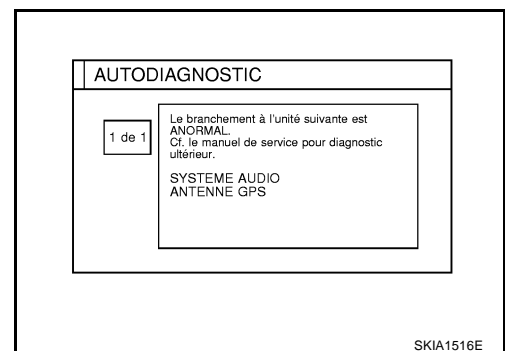 AUTODIAGNOSTIC
1 de 1
Le branchement à l'unité suivante est
ANORMAL.
Cf. le manuel de service pour diagnostic
ultérieur.
SYSTEME AUDIO
ANTENNE GPS
SKIA1516E